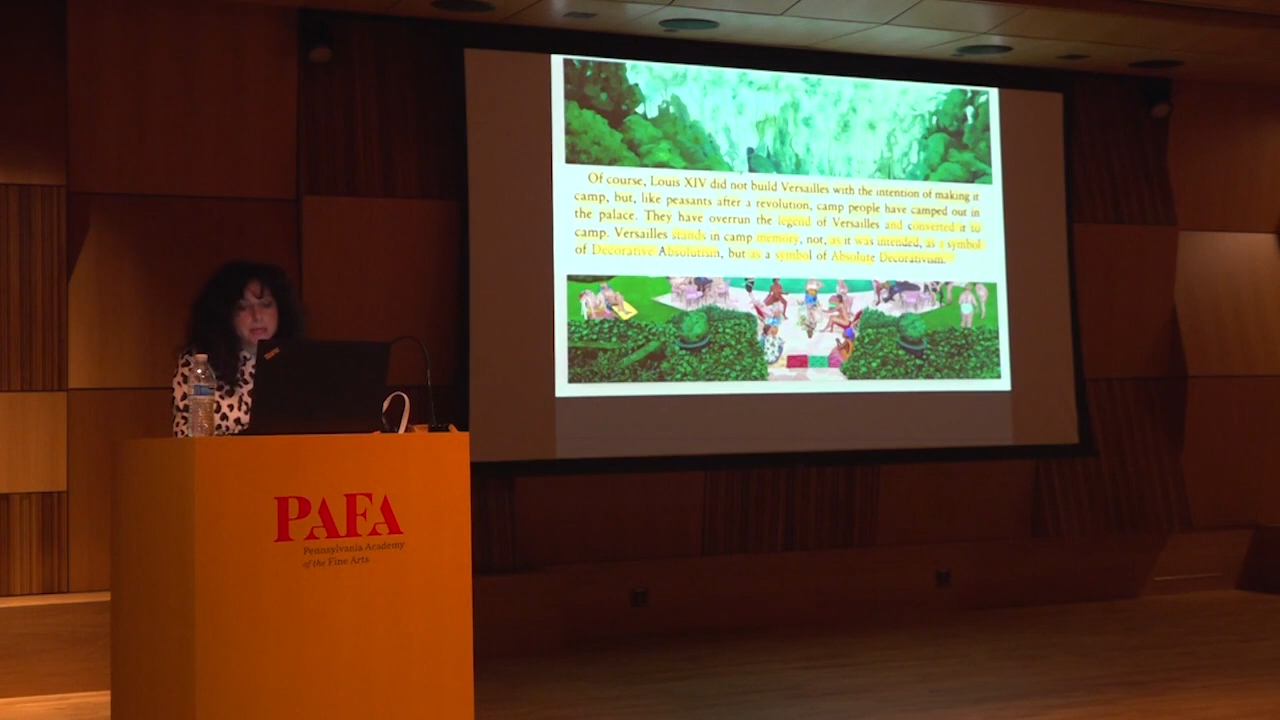 Of course, Louis XIV did not build Versailles with the intention of making it
camp, but, like peasants after a revolution, camp people have camped out in
the palace. They have overrun the legend of Versailles and converted it to
camp. Versailles stands in camp memory, not, as it was intended, as a symbol
of Decorative Absolutism, but as a symbol of Absolute Decorativism.
PAFA
Pennsylvania Academy
of the Fine Arts